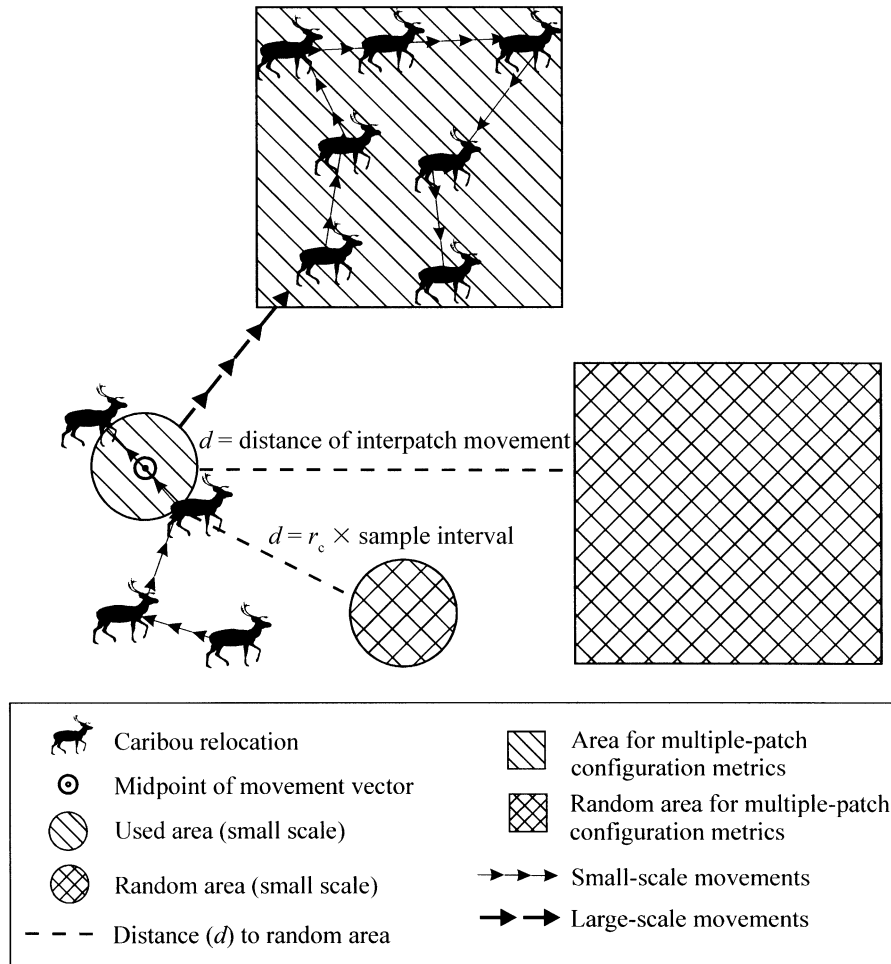 d = distance of interpatch movement
d = rc × sample interval
Caribou relocation
Midpoint of movement vector
Used area (small scale)
Random area (small scale)
Distance (d) to random area
Area for multiple-patch
configuration metrics
Random area for multiple-patch
configuration metrics
Small-scale movements
Large-scale movements